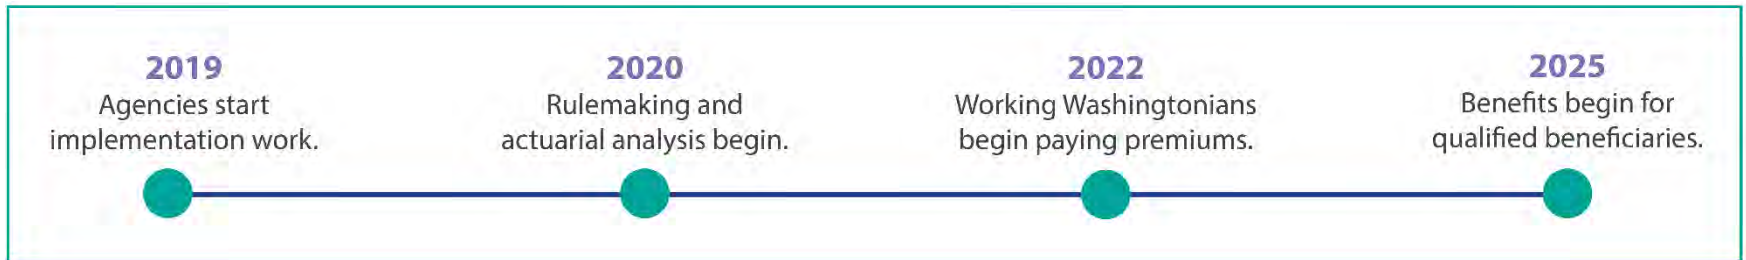 2019
Agencies start
implementation work.
2020
Rulemaking and
actuarial analysis begin.
2022
Working Washingtonians
begin paying premiums.
2025
Benefits begin for
qualified beneficiaries.